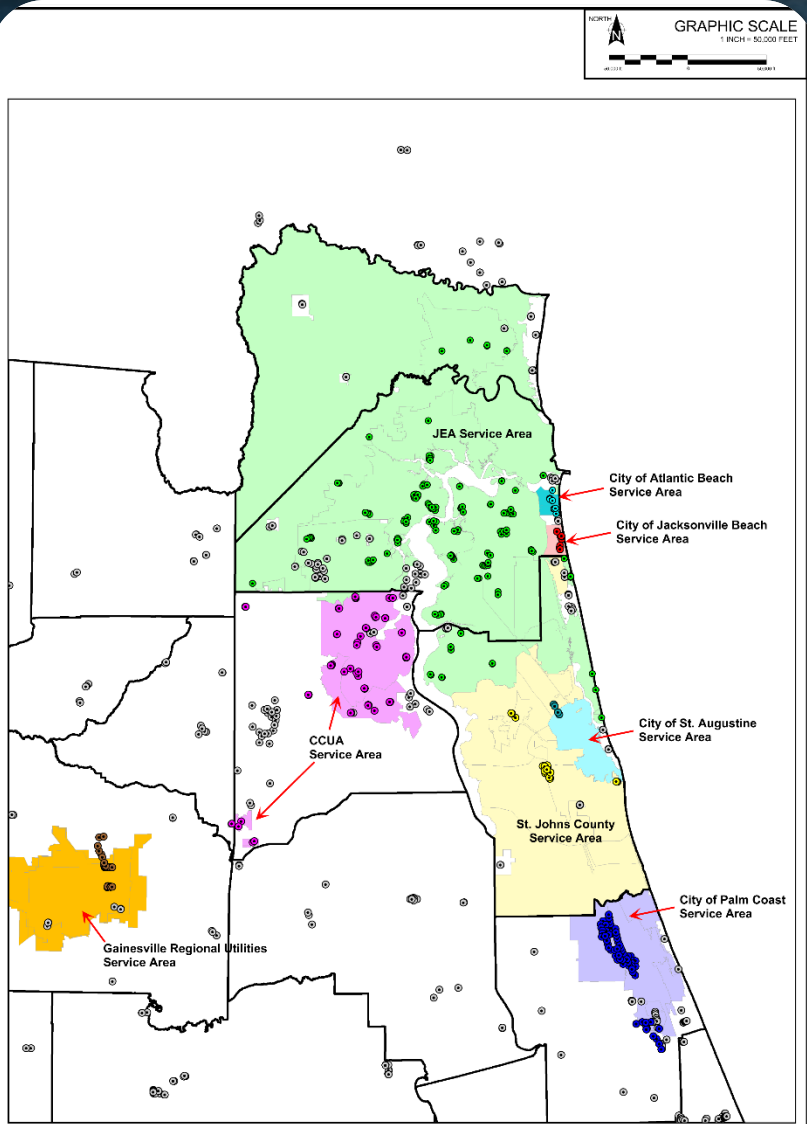 NORTH
N
GRAPHIC SCALE
1 INCH = 50,000 FEET
0
JEA Service Area
City of Atlantic Beach
Service Area
City of Jacksonville Beach
Service Area
CCUA
Service Area
City of St. Augustine
Service Area
St. Johns County
Service Area
City of Palm Coast
Service Area
Gainesville Regional Utilities
Service Area